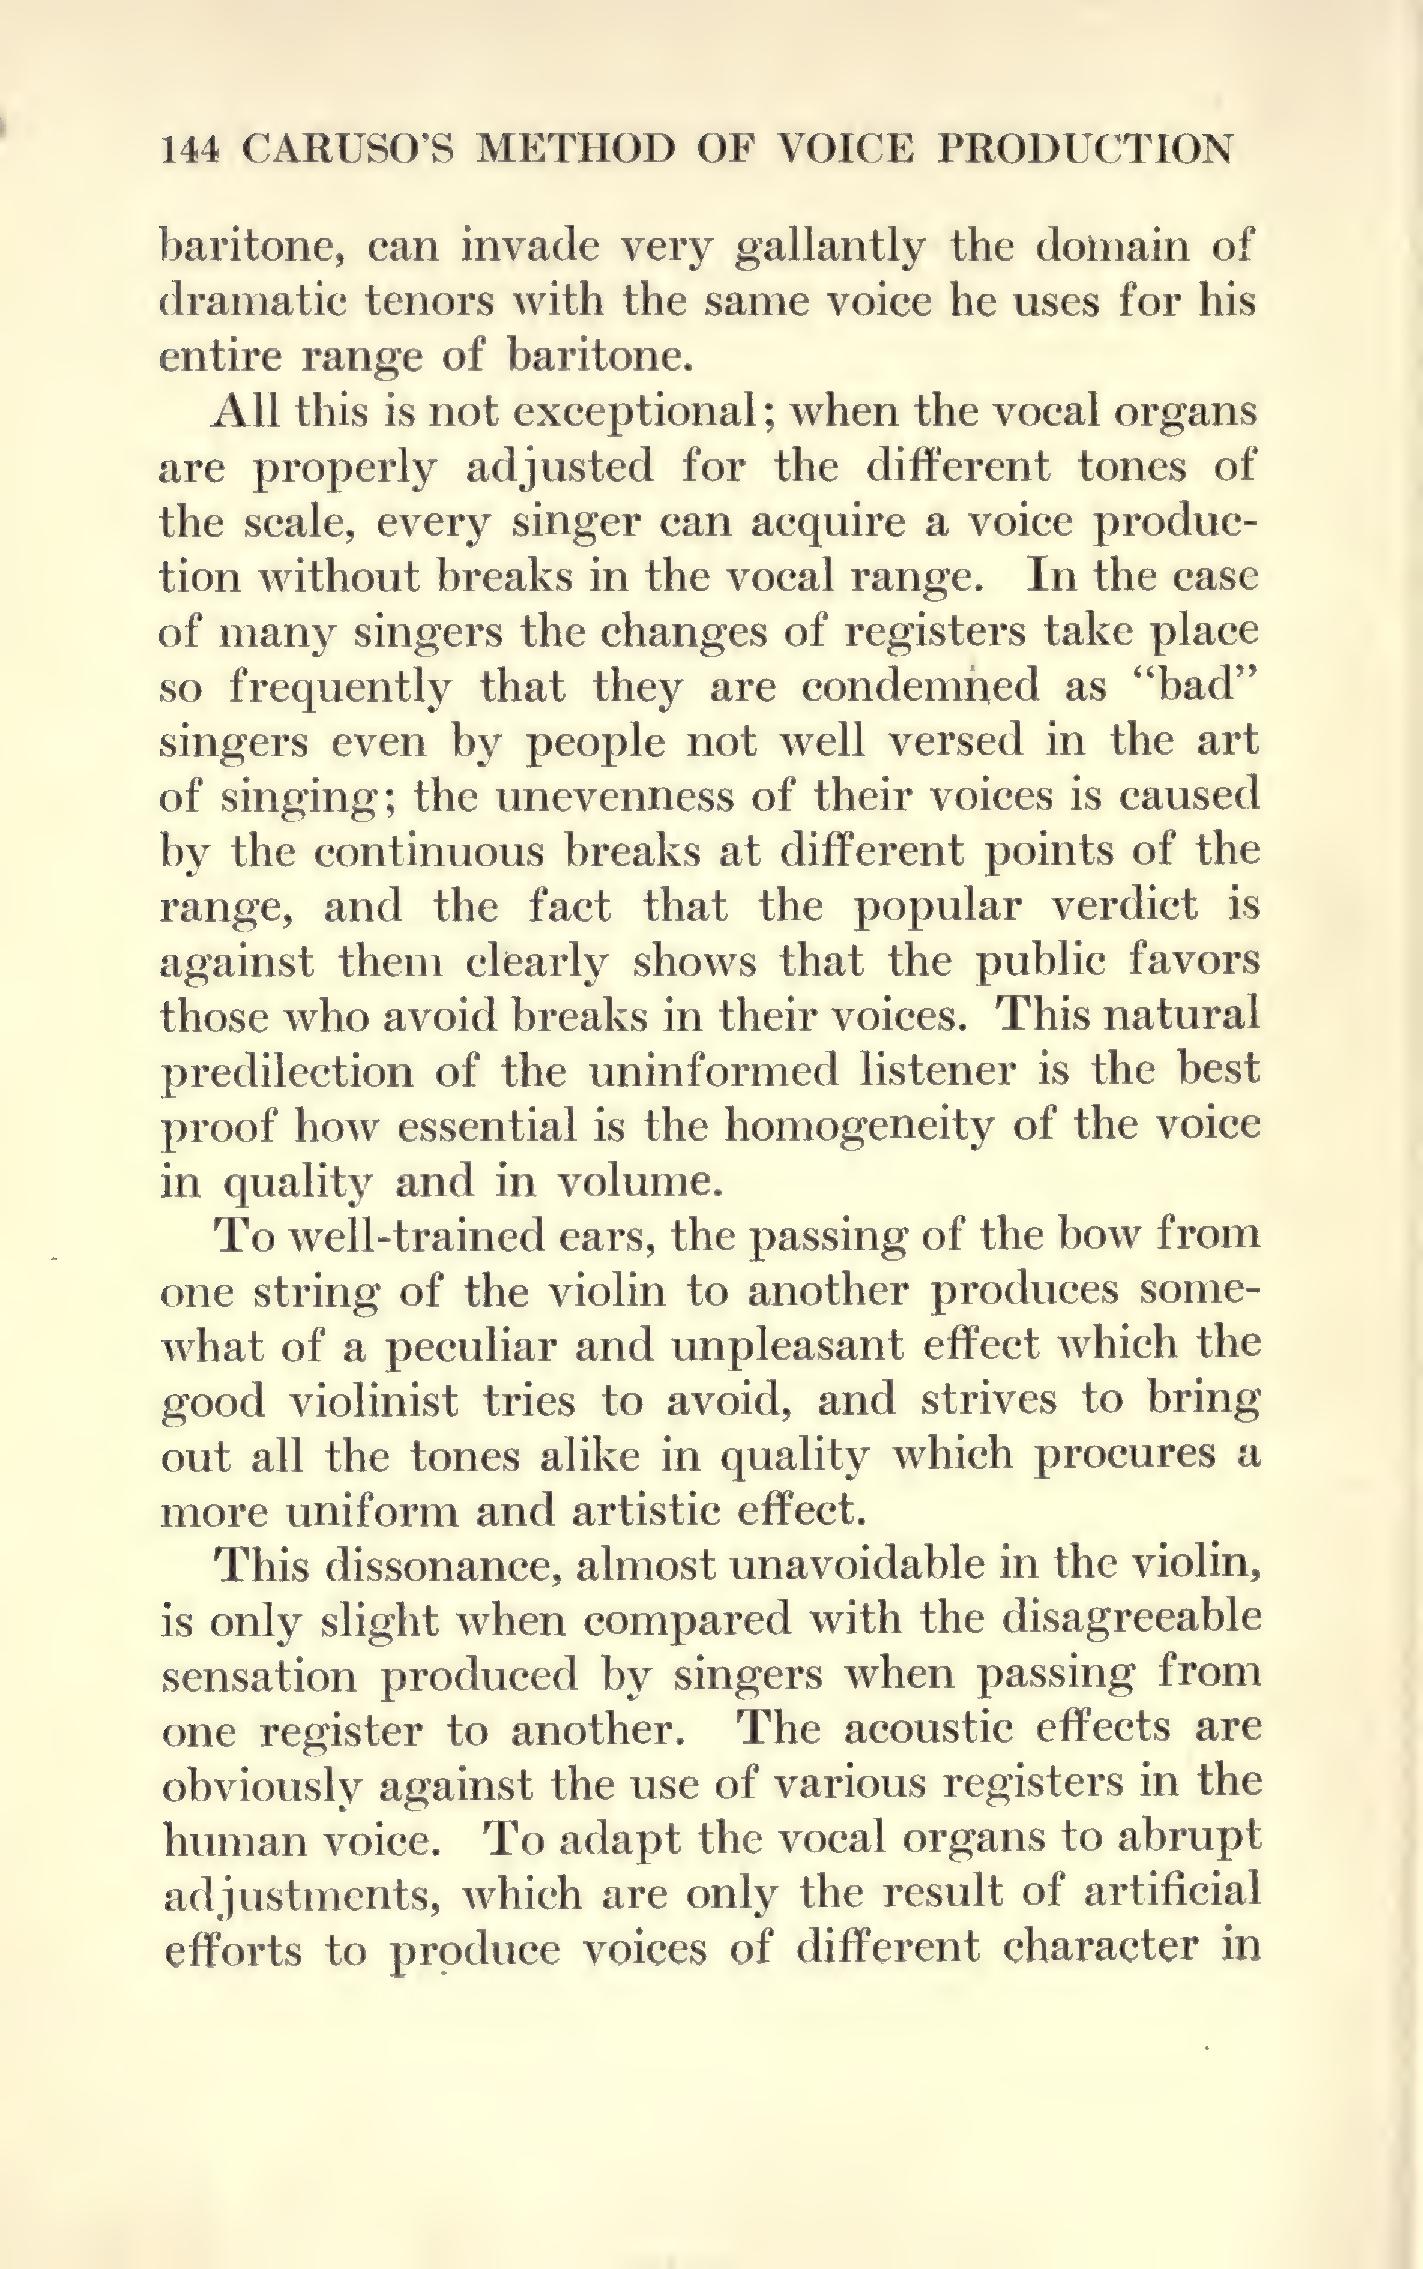 144 CARUSO'S METHOD OF VOICE PRODUCTION
baritone, can invade very gallantly the domain of
dramatic tenors with the same voice he uses for his
entire range of baritone.
All this is not exceptional; when the vocal organs
are properly adjusted for the different tones of
the scale, every singer can acquire a voice produc-
tion without breaks in the vocal range. In the case
of many singers the changes of registers take place
so frequently that they are condemned as "bad"
singers even by people not well versed in the art
of singing; the unevenness of their voices is caused
by the continuous breaks at different points of the
range, and the fact that the popular verdict is
against them clearly shows that the public favors
those who avoid breaks in their voices. This natural
predilection of the uninformed listener is the best
proof how essential is the homogeneity of the voice
in quality and in volume.
To well-trained ears, the passing of the bow from
one string of the violin to another produces some-
what of a peculiar and unpleasant effect which the
good violinist tries to avoid, and strives to bring
out all the tones alike in quality which procures a
more uniform and artistic effect.
This dissonance, almost unavoidable in the violin,
is only slight when compared with the disagreeable
sensation produced by singers when passing from
one register to another. The acoustic effects are
obviously against the use of various registers in the
human voice. To adapt the vocal organs to abrupt
adjustments, which are only the result of artificial
efforts to produce voices of different character in